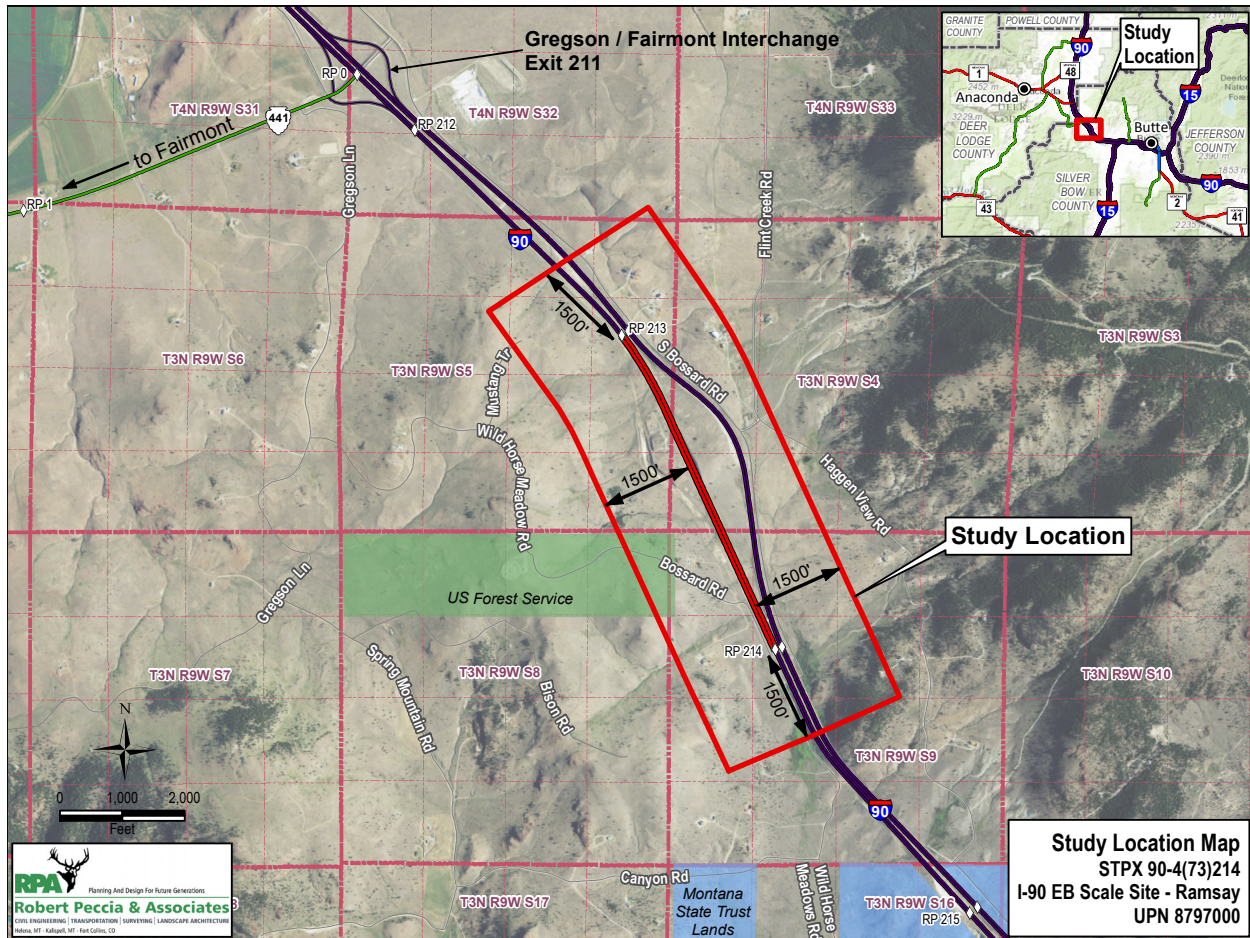 Gregson / Fairmont Interchange
Exit 211
RP 0
T4N R9W S31
T4N R9W S32
T4N R9W S33
441
RP 212
to Fairmont
RP 1
Gregson Ln
Flint Creek Rd
90
1500'
RP 213
S Bossard Rd
T3N R9W S6
T3N R9W S5
T3N R9W S4
T3N R9W S3
Mustang Tr
Wild Horse
Meadow Rd
1500'
Haggen View Rd
Study Location
Bossard Rd
1500'
US Forest Service
Gregson Ln
RP 214
1500'
T3N R9W S7
T3N R9W S8
T3N R9W S10
Spring Mountain Rd
Bison Rd
T3N R9W S9
90
N
0 1,000 2,000
Feet
Canyon Rd
T3N R9W S17
Montana
State Trust
Lands
Wild Horse
Meadows Rd
T3N R9W S16
RP 215
GRANITE
COUNTY
POWELL COUNTY
90
Study
Location
1
48
2452 m
Anaconda
15
3229 m
DEER
LODGE
COUNTY
Butte
JEFFERSON
COUNTY
2390 m
1853 m
SILVER
BOW
COUNTY
90
43
15
2
41
Study Location Map
STPX 90-4(73)214
I-90 EB Scale Site - Ramsay
UPN 8797000
RPA
Planning And Design For Future Generations
Robert Peccia & Associates
CIVIL ENGINEERING | TRANSPORTATION | SURVEYING | LANDSCAPE ARCHITECTURE
Helena, MT - Kalispell, MT - Fort Collins, CO